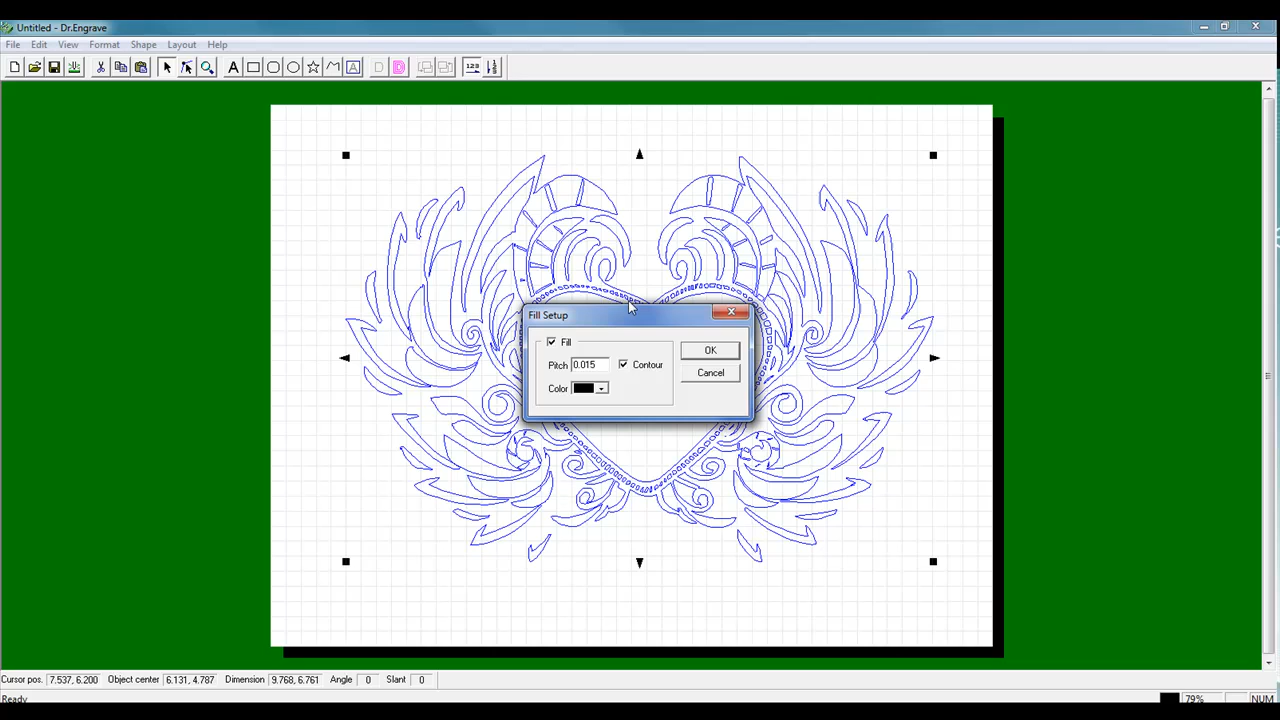 Untitled - Dr.Engrave
File Edit View Format Shape Layout Help
A A D D 123
Fill Setup
Fill
OK
Pitch 0.015 Contour
Cancel
Color
Cursor pos. 7.537, 6.200 Object center 6.131, 4.787 Dimension 9.768, 6.761 Angle 0 Slant 0
Ready 79% NUM